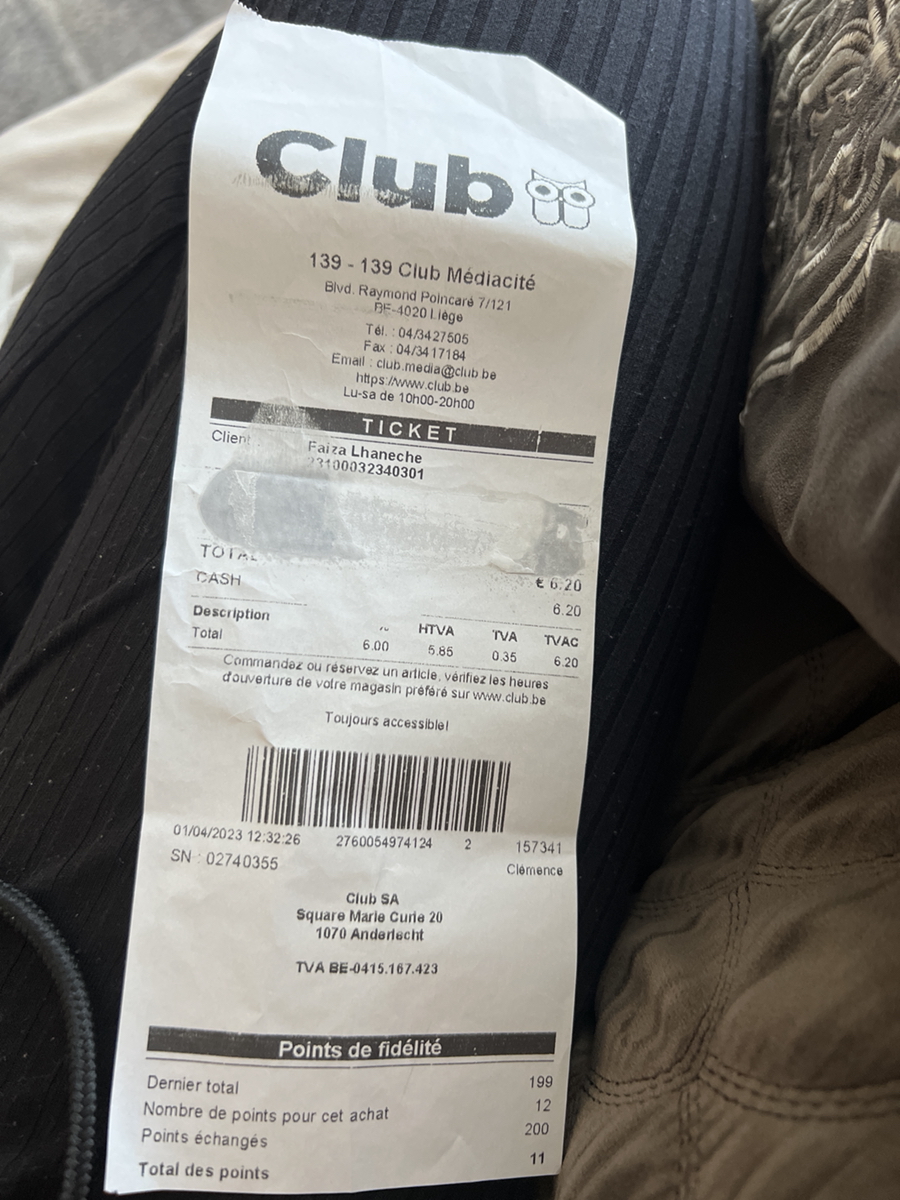 Club
139 - 139 Club Médiacité
Blvd. Raymond Poincaré 7/121
BE-4020 Liège
Tél. : 04/3427505
Fax : 04/3417184
Email : club.media@club.be
https://www.club.be
Lu-sa de 10h00-20h00
TICKET
Client Faiza Lhaneche
23100032340301
TOTAL € 6.20
CASH 6.20
Description % HTVA TVA TVAC
Total 6.00 5.85 0.35 6.20
Commandez ou réservez un article, vérifiez les heures
d'ouverture de votre magasin préféré sur www.club.be
Toujours accessible!
01/04/2023 12:32:26 2760054974124 2 157341
SN : 02740355 Clémence
Club SA
Square Marie Curie 20
1070 Anderlecht
TVA BE-0415.167.423
Points de fidélité
Dernier total 199
Nombre de points pour cet achat 12
Points échangés 200
Total des points 11